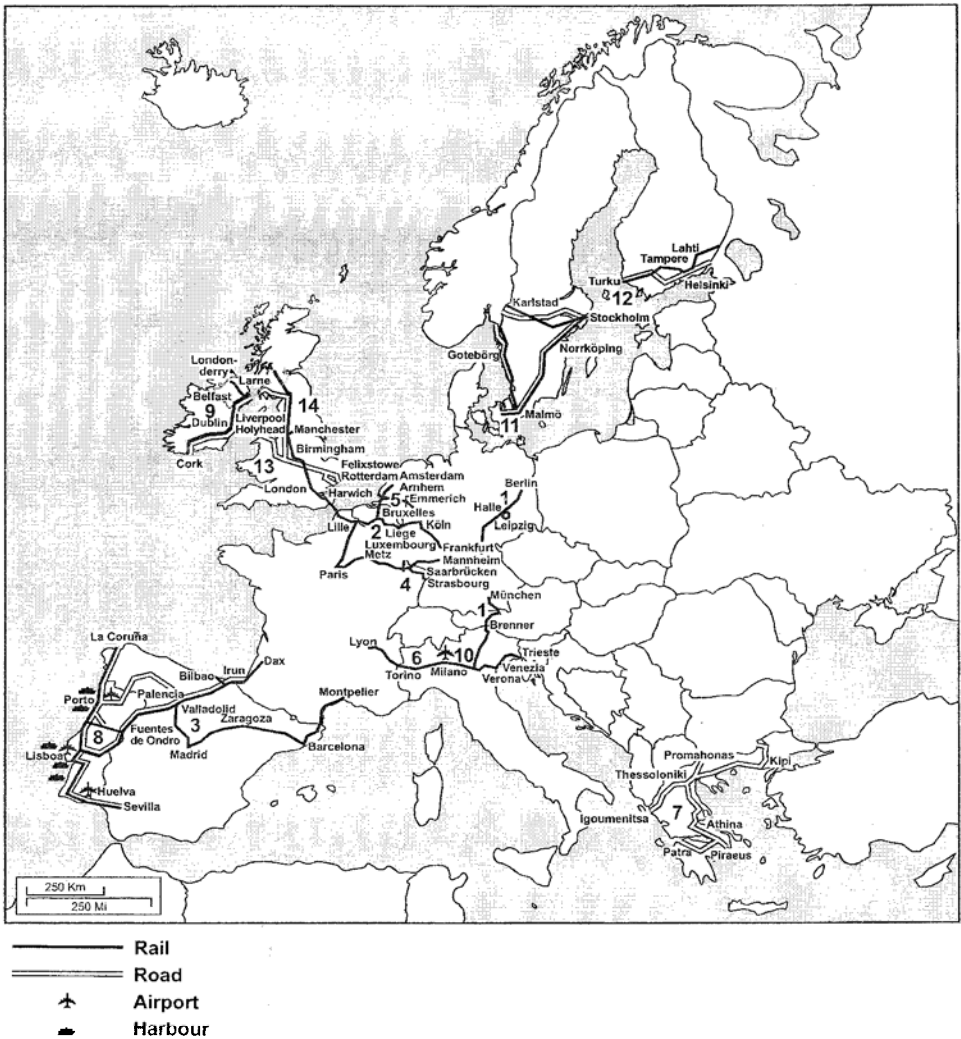 Lahti
Tampere
Turku
Helsinki
12
Karlstad
Stockholm
Norrköping
Gotebörg
11
Malmö
London-
derry
Larne
Belfast
9
14
Dublin
Liverpool
Holyhead
Manchester
Cork
Birmingham
13
Felixstowe
Rotterdam
Amsterdam
London
Harwich
Arnhem
5
Emmerich
Berlin
1
Halle
6
Leipzig
Bruxelles
Lille
2
Liège
Köln
Luxembourg
Frankfurt
Metz
Mannheim
Paris
Saarbrücken
4
Strasbourg
München
1
Brenner
La Coruña
Lyon
6
10
Trieste
Torino
Milano
Venezia
Verona
Irun
Dax
Bilbao
Porto
Palencia
Montpelier
Valladolid
Zaragoza
8
Fuentes
de Ondro
3
Lisboa
Madrid
Barcelona
Huelva
Sevilla
Promahonas
Kipi
Thessoloniki
Igoumenitsa
7
Athina
Patra
Piraeus
250 Km
250 Mi
Rail
Road
Airport
Harbour